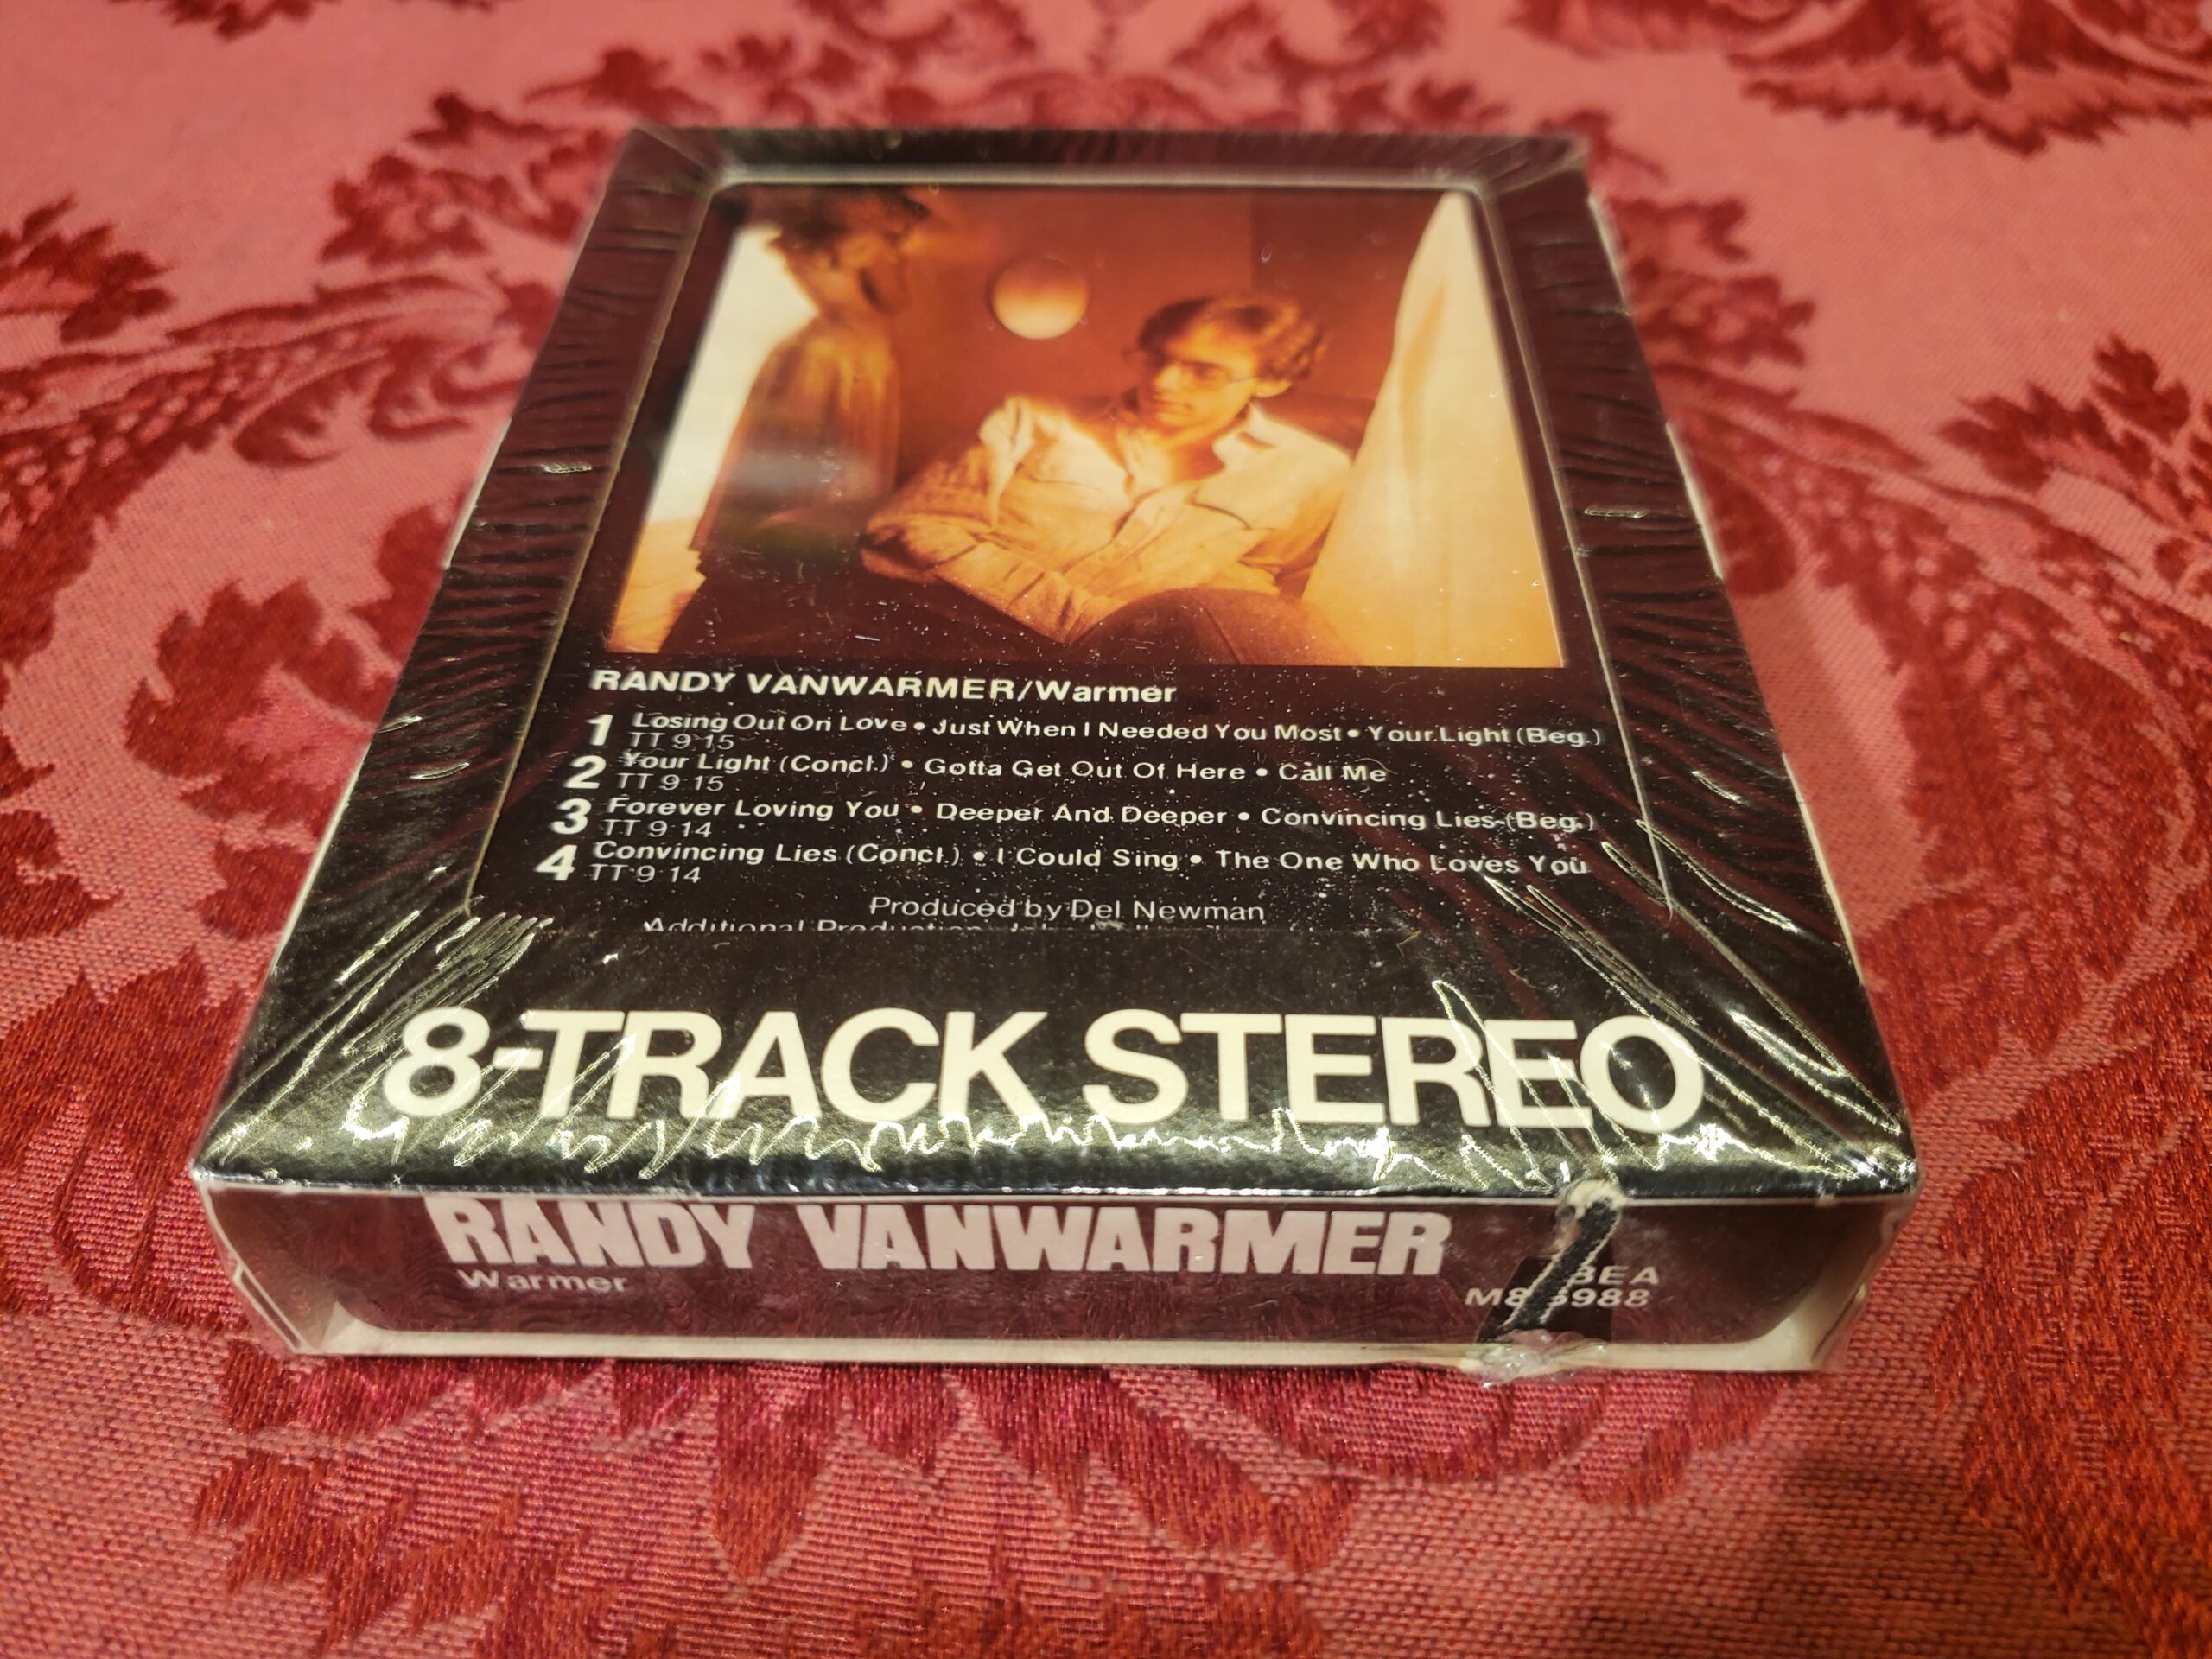 RANDY VANWARMER/Warmer
1 Losing Out On Love • Just When I Needed You Most • Your Light (Beg.)
TT 9 15
2 Your Light (Concl.) • Gotta Get Out Of Here • Call Me
TT 9 15
3 Forever Loving You • Deeper And Deeper • Convincing Lies (Beg.)
TT 9 14
4 Convincing Lies (Concl.) • I Could Sing • The One Who Loves You
TT 9 14
Produced by Del Newman
Additional Production
8-TRACK STEREO
RANDY VANWARMER
Warmer